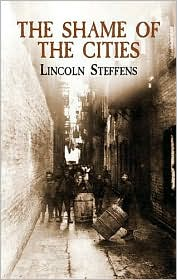 THE SHAME OF
THE CITIES
LINCOLN STEFFENS